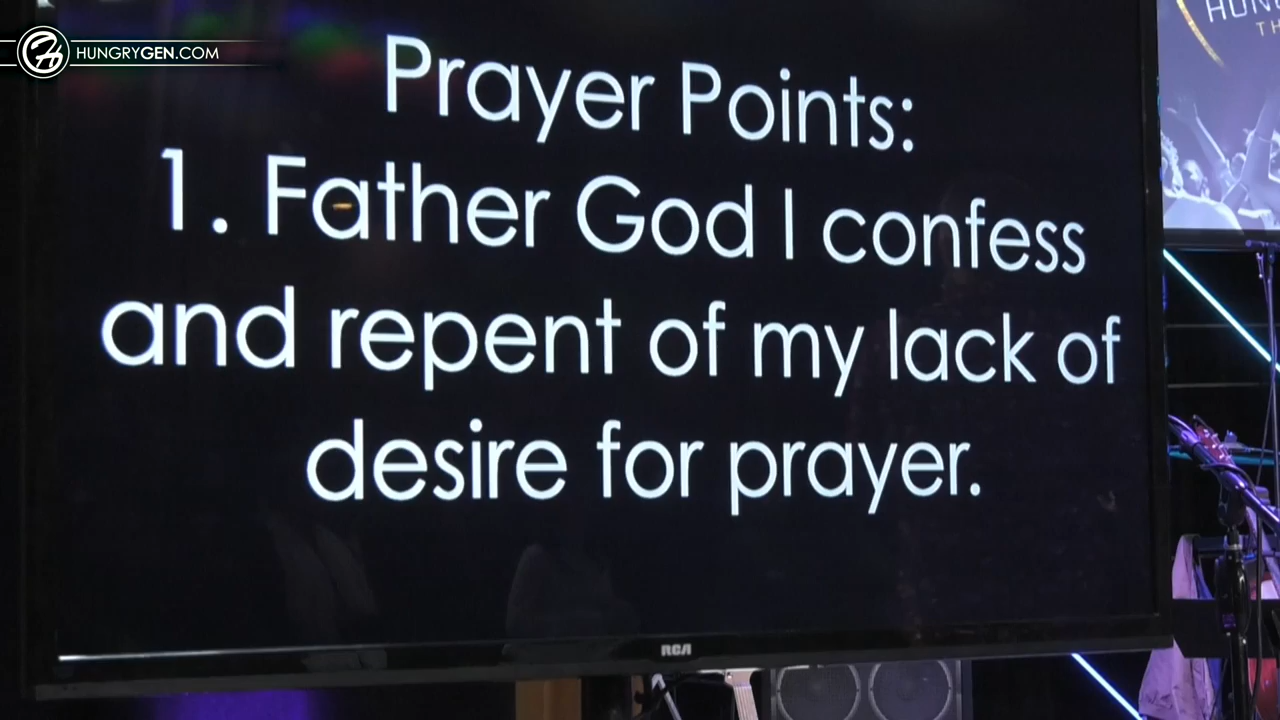 HUNGRYGEN.COM
Prayer Points:
1. Father God I confess
and repent of my lack of
desire for prayer.
RCA